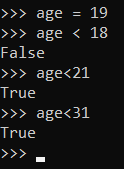 >>> age = 19
>>> age < 18
False
>>> age<21
True
>>> age<31
True
>>>